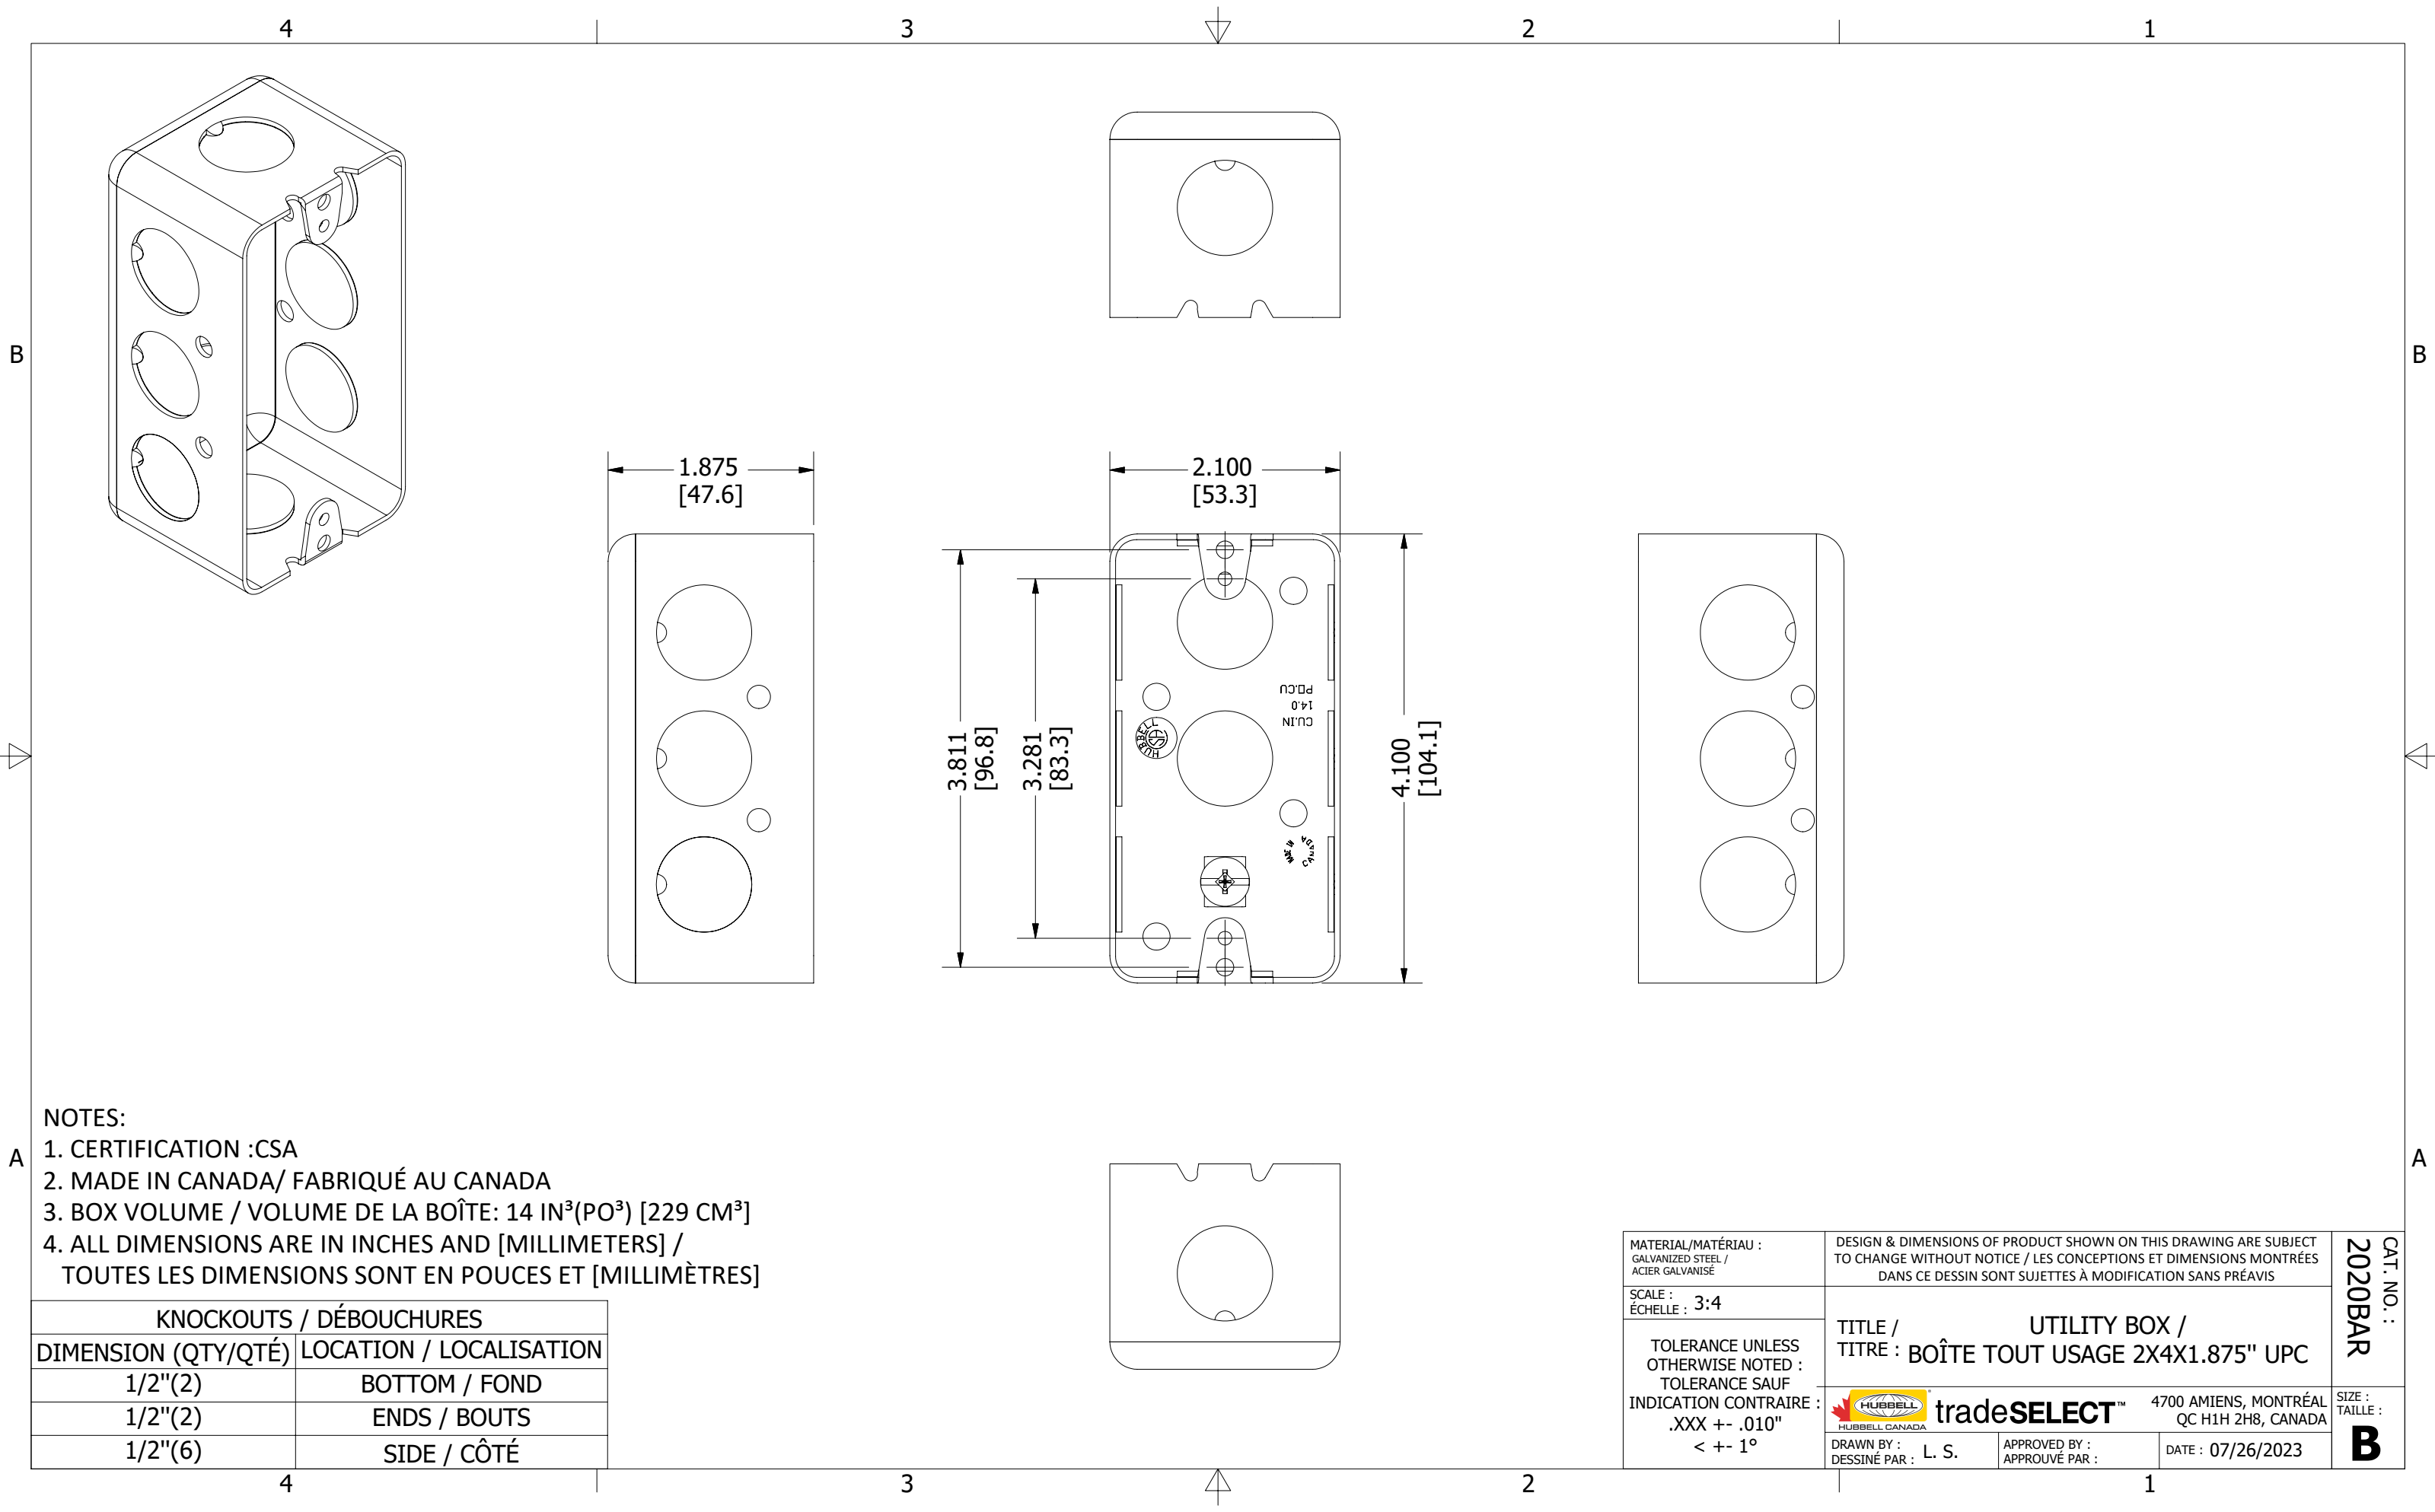 4 3 2 1
B B
1.875
[47.6]
2.100
[53.3]
3.811
[96.8]
3.281
[83.3]
4.100
[104.1]
PO.CU
14.0
CU.IN
HUBBELL
MADE IN
CANADA
A A
NOTES:
1. CERTIFICATION :CSA
2. MADE IN CANADA/ FABRIQUÉ AU CANADA
3. BOX VOLUME / VOLUME DE LA BOÎTE: 14 IN³(PO³) [229 CM³]
4. ALL DIMENSIONS ARE IN INCHES AND [MILLIMETERS] /
TOUTES LES DIMENSIONS SONT EN POUCES ET [MILLIMÈTRES]
KNOCKOUTS / DÉBOUCHURES
DIMENSION (QTY/QTÉ) LOCATION / LOCALISATION
1/2"(2) BOTTOM / FOND
1/2"(2) ENDS / BOUTS
1/2"(6) SIDE / CÔTÉ
MATERIAL/MATÉRIAU :
GALVANIZED STEEL /
ACIER GALVANISÉ
SCALE :
ÉCHELLE : 3:4
TOLERANCE UNLESS
OTHERWISE NOTED :
TOLERANCE SAUF
INDICATION CONTRAIRE :
.XXX +- .010"
< +- 1°
DESIGN & DIMENSIONS OF PRODUCT SHOWN ON THIS DRAWING ARE SUBJECT
TO CHANGE WITHOUT NOTICE / LES CONCEPTIONS ET DIMENSIONS MONTRÉES
DANS CE DESSIN SONT SUJETTES À MODIFICATION SANS PRÉAVIS
TITLE /
TITRE :
UTILITY BOX /
BOÎTE TOUT USAGE 2X4X1.875" UPC
HUBBELL
HUBBELL CANADA
tradeSELECT™
4700 AMIENS, MONTRÉAL
QC H1H 2H8, CANADA
DRAWN BY :
DESSINÉ PAR : L. S.
APPROVED BY :
APPROUVÉ PAR :
DATE : 07/26/2023
CAT. NO. :
2020BAR
SIZE :
TAILLE :
B
4 3 2 1